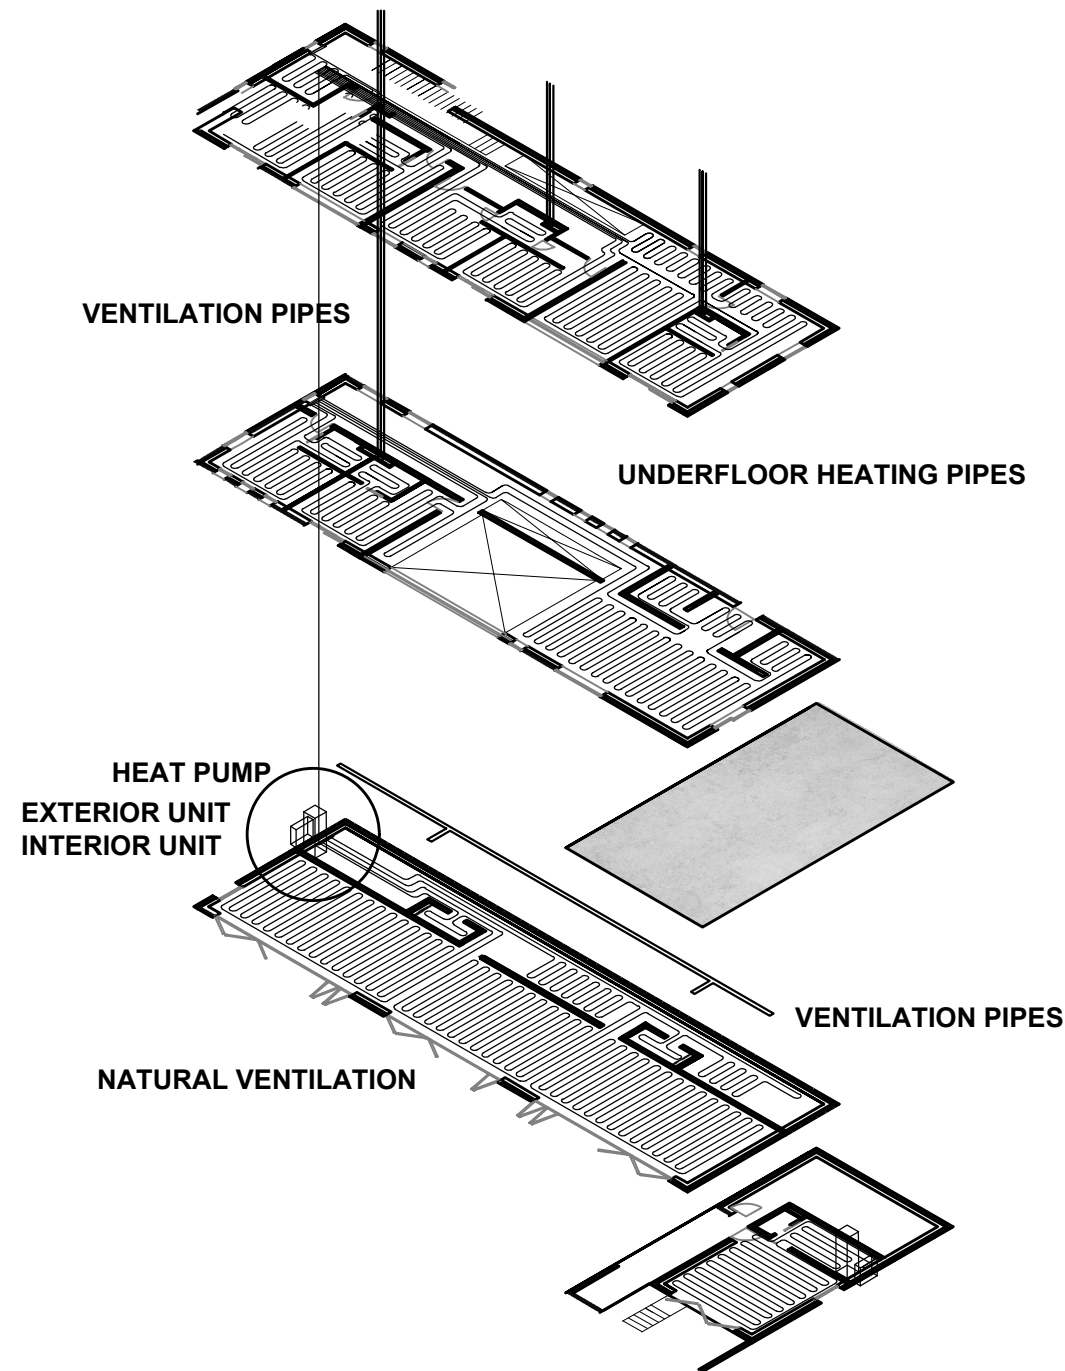 VENTILATION PIPES
UNDERFLOOR HEATING PIPES
HEAT PUMP
EXTERIOR UNIT
INTERIOR UNIT
VENTILATION PIPES
NATURAL VENTILATION